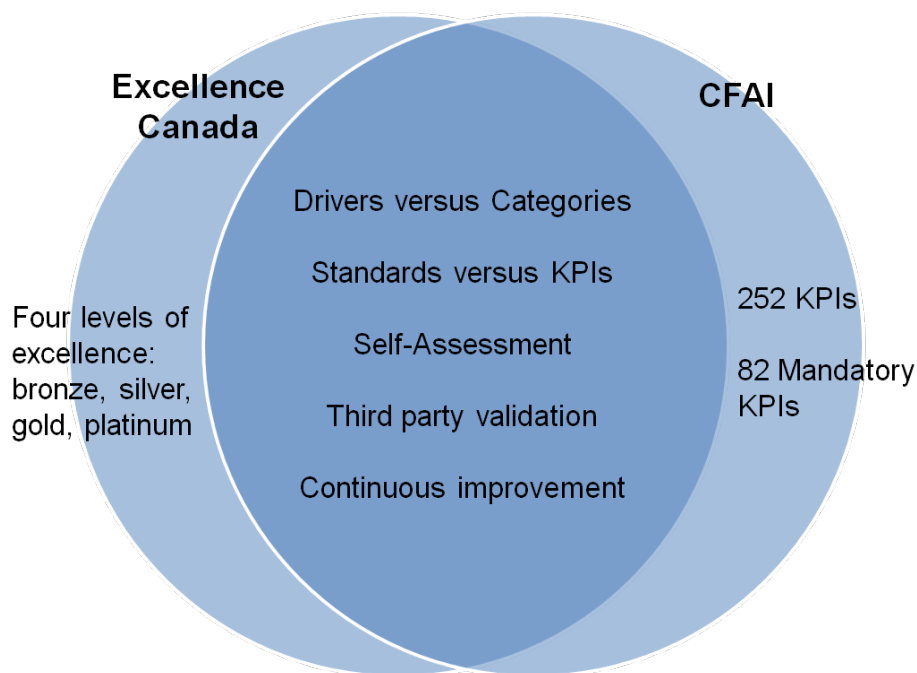 Excellence
Canada
CFAI
Drivers versus Categories
Standards versus KPIs
Self-Assessment
Third party validation
Continuous improvement
Four levels of
excellence:
bronze, silver,
gold, platinum
252 KPIs
82 Mandatory
KPIs